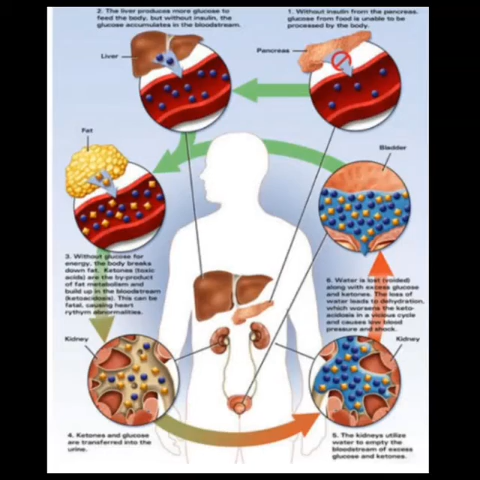 2. The liver produces more glucose to
feed the body, but without insulin, the
glucose accumulates in the bloodstream.
1. Without insulin from the pancreas,
glucose from food is unable to be
processed by the body.
Liver
Pancreas
Fat
Bladder
3. Without glucose for
energy, the body breaks
down fat. Ketones (toxic
acids) are the by-product
of fat metabolism and
build up in the bloodstream
(ketoacidosis). This can be
fatal, causing heart
rythym abnormalities.
6. Water is lost (voided)
along with excess glucose
and ketones. The loss of
water leads to dehydration,
which worsens the keto-
acidosis in a vicious cycle
and causes low blood
pressure and shock.
Kidney
Kidney
4. Ketones and glucose
are transferred into the
urine.
5. The kidneys utilize
water to empty the
bloodstream of excess
glucose and ketones.